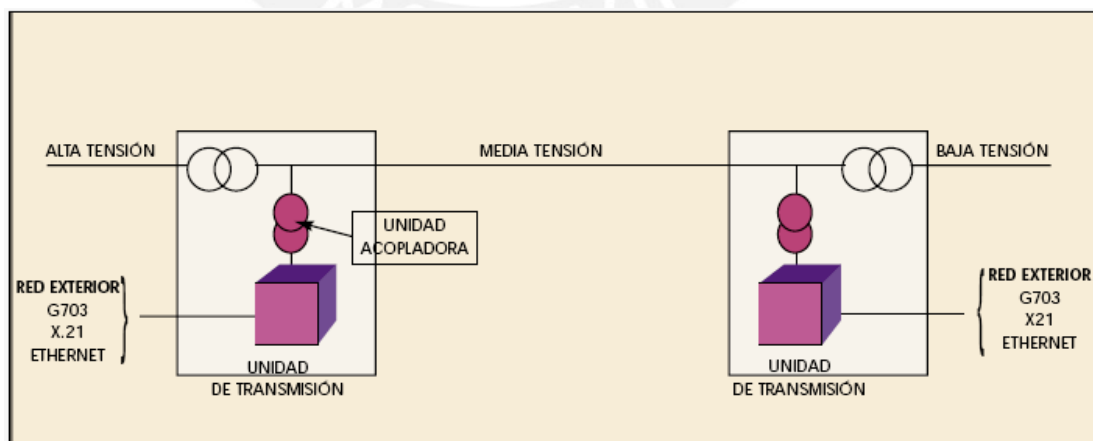 ALTA TENSIÓN
MEDIA TENSIÓN
BAJA TENSIÓN
UNIDAD
ACOPLADORA
RED EXTERIOR
G703
X.21
ETHERNET
UNIDAD
DE TRANSMISIÓN
UNIDAD
DE TRANSMISIÓN
RED EXTERIOR
G703
X21
ETHERNET